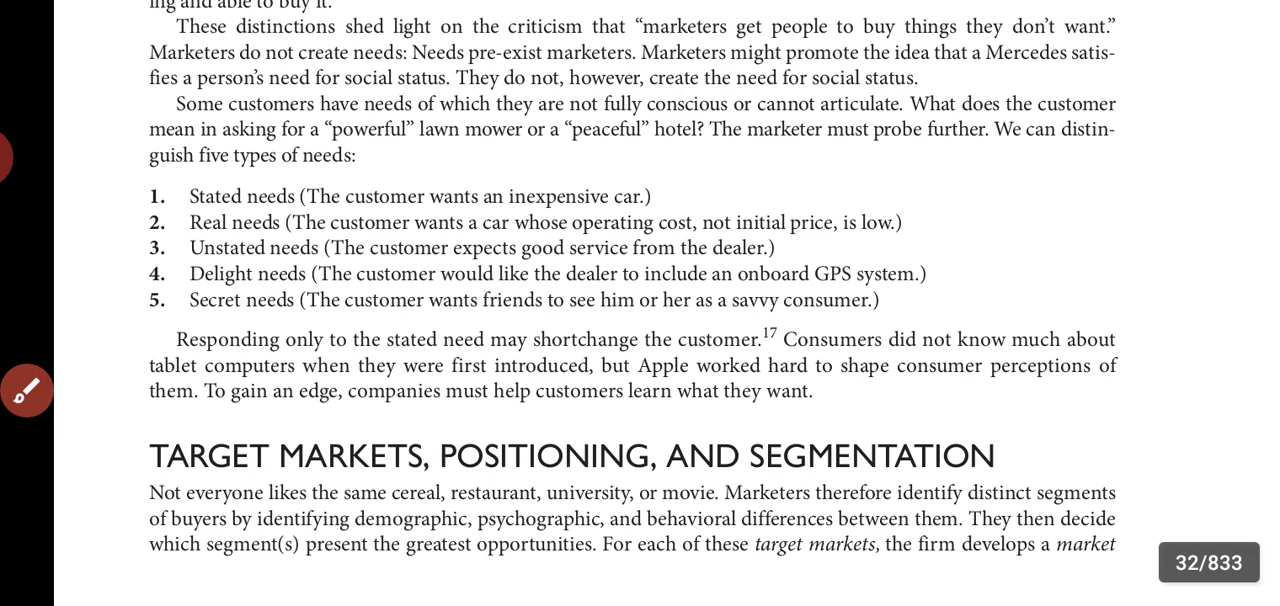 ing and able to buy it.
These distinctions shed light on the criticism that “marketers get people to buy things they don’t want.”
Marketers do not create needs: Needs pre-exist marketers. Marketers might promote the idea that a Mercedes satis-
fies a person’s need for social status. They do not, however, create the need for social status.
Some customers have needs of which they are not fully conscious or cannot articulate. What does the customer
mean in asking for a “powerful” lawn mower or a “peaceful” hotel? The marketer must probe further. We can distin-
guish five types of needs:
1. Stated needs (The customer wants an inexpensive car.)
2. Real needs (The customer wants a car whose operating cost, not initial price, is low.)
3. Unstated needs (The customer expects good service from the dealer.)
4. Delight needs (The customer would like the dealer to include an onboard GPS system.)
5. Secret needs (The customer wants friends to see him or her as a savvy consumer.)
Responding only to the stated need may shortchange the customer.17 Consumers did not know much about
tablet computers when they were first introduced, but Apple worked hard to shape consumer perceptions of
them. To gain an edge, companies must help customers learn what they want.
TARGET MARKETS, POSITIONING, AND SEGMENTATION
Not everyone likes the same cereal, restaurant, university, or movie. Marketers therefore identify distinct segments
of buyers by identifying demographic, psychographic, and behavioral differences between them. They then decide
which segment(s) present the greatest opportunities. For each of these target markets, the firm develops a market
32/833